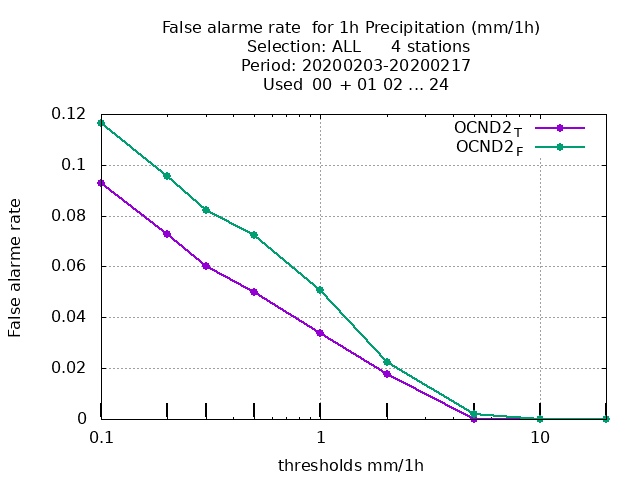 False alarme rate  for 1h Precipitation (mm/1h)
Selection: ALL      4 stations
Period: 20200203-20200217
Used  00 + 01 02 ... 24
0.12
0.1
0.08
0.06
0.04
0.02
0
False alarme rate
OCND2T
OCND2F
0.1
1
10
thresholds mm/1h